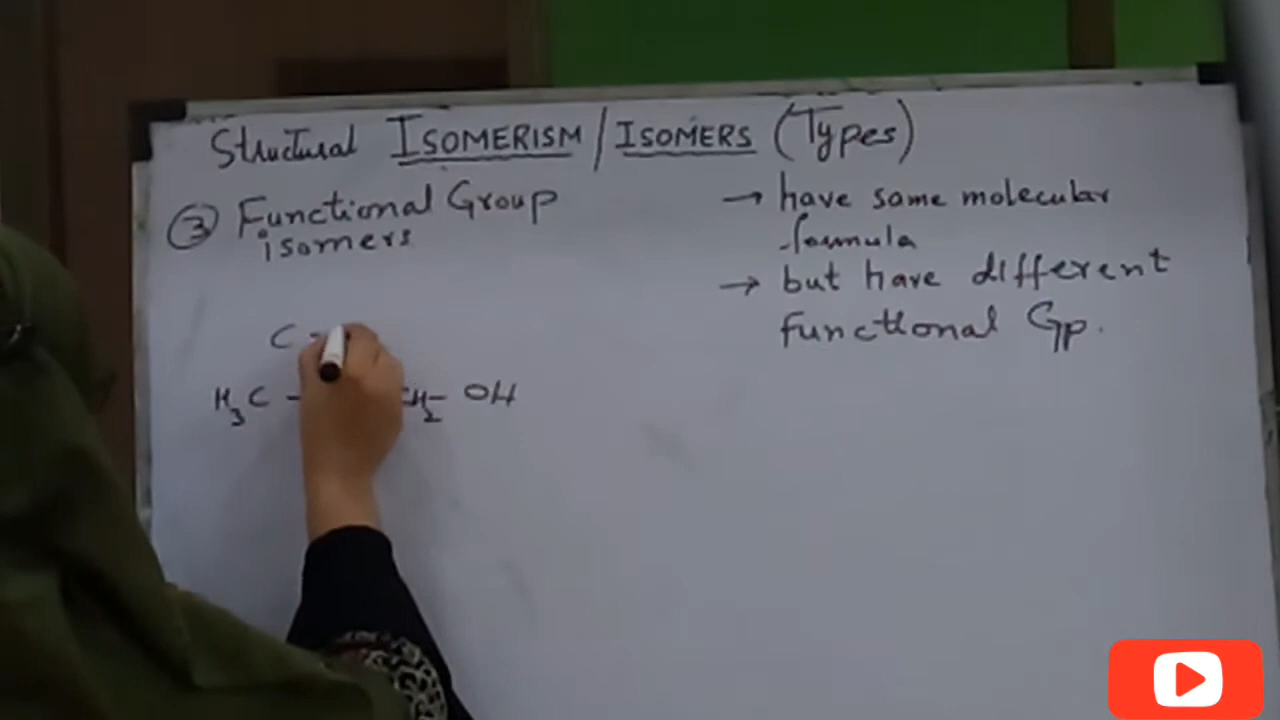 Structural ISOMERISM / ISOMERS (Types)
③ Functional Group
isomers
→ have same molecular
formula
→ but have different
functional Gp.
C
H₃C - CH₂- OH